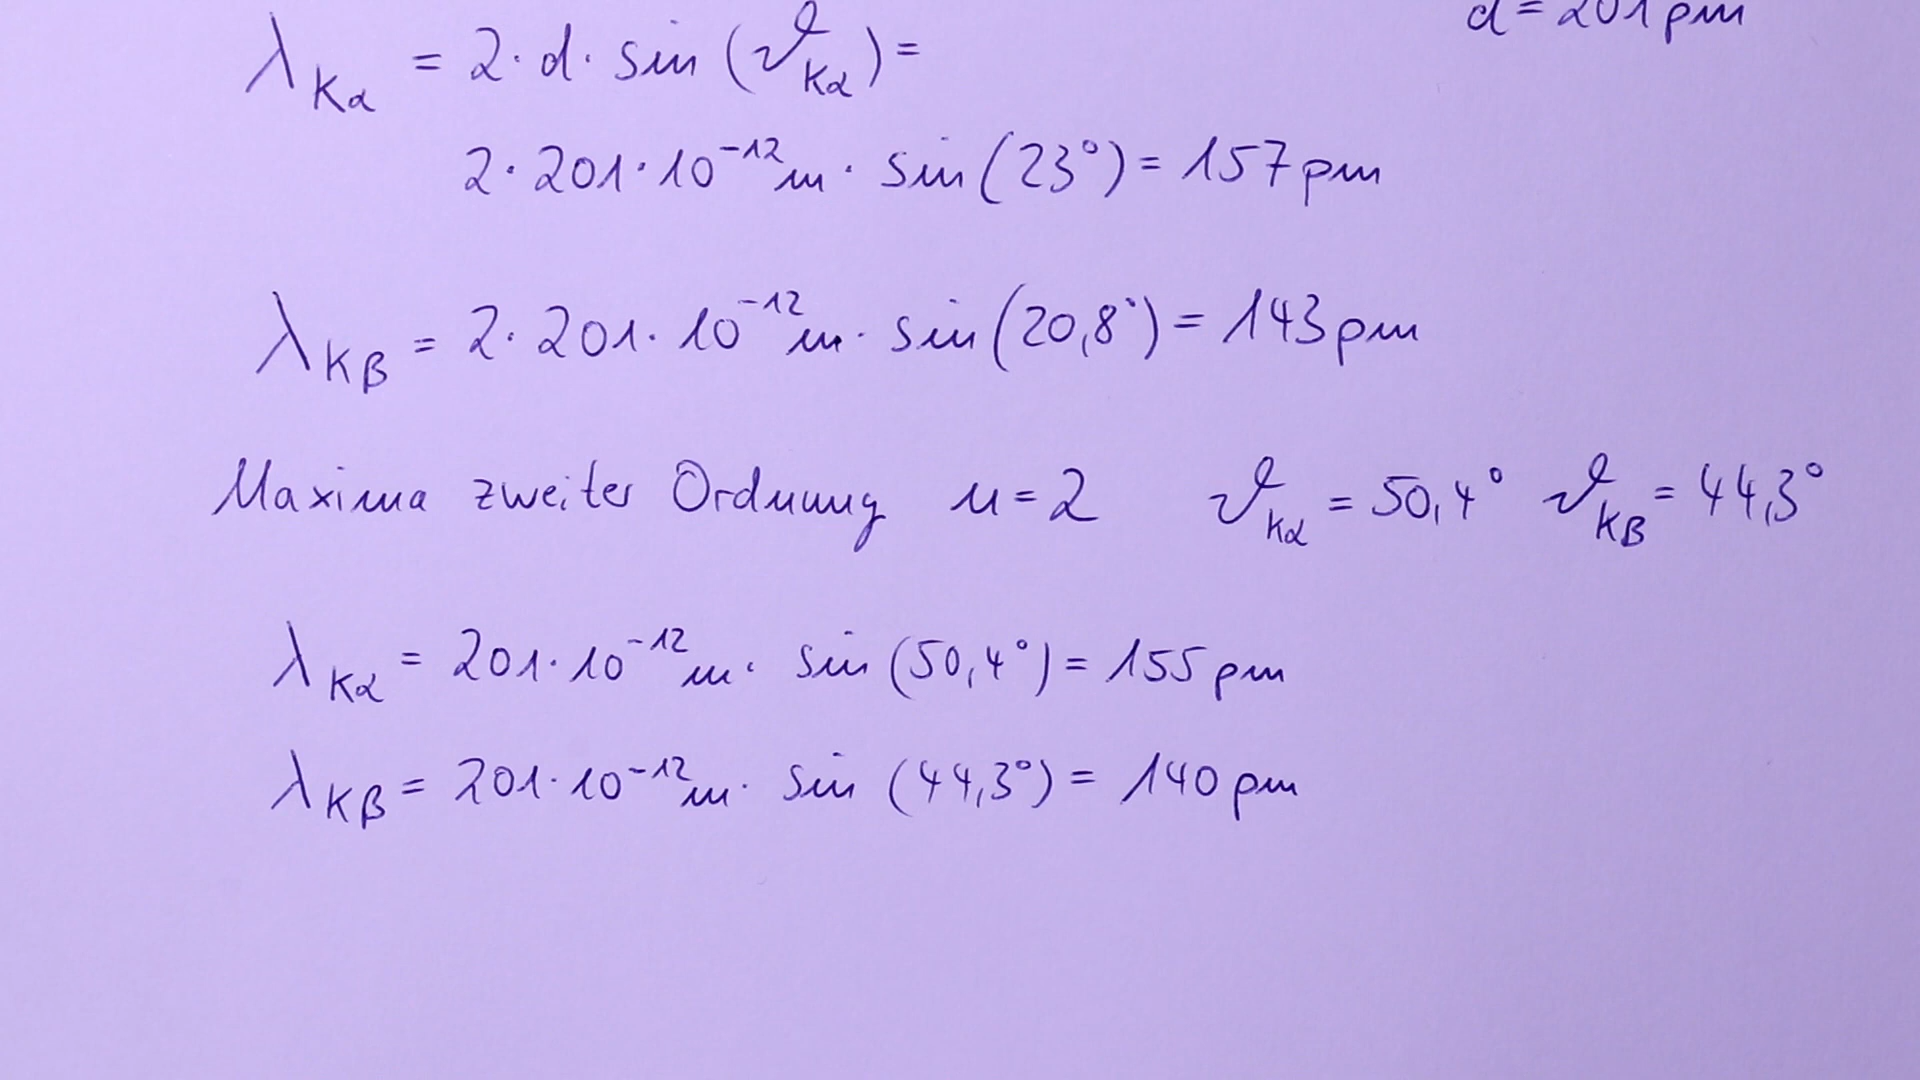 d = 201 pm
λKα = 2 · d · sin (ϑKα) =
2 · 201 · 10⁻¹² m · sin (23°) = 157 pm
λKβ = 2 · 201 · 10⁻¹² m · sin (20,8°) = 143 pm
Maxima zweiter Ordnung n = 2 ϑKα = 50,4° ϑKβ = 44,3°
λKα = 201 · 10⁻¹² m · sin (50,4°) = 155 pm
λKβ = 201 · 10⁻¹² m · sin (44,3°) = 140 pm